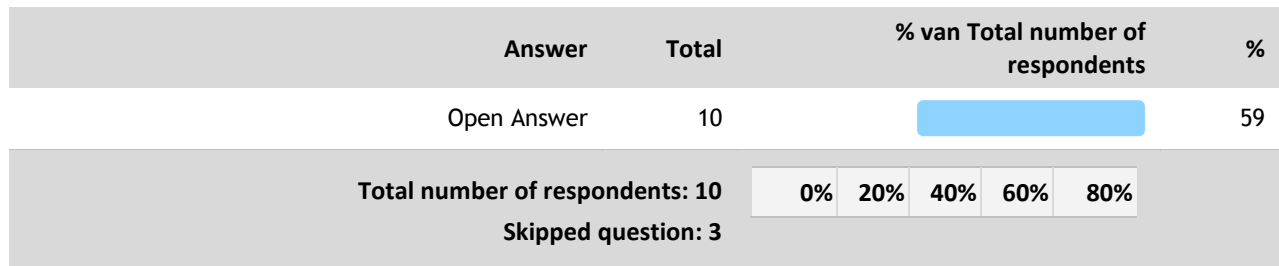 Answer Total % van Total number of respondents %
Open Answer 10 59
Total number of respondents: 10 0% 20% 40% 60% 80%
Skipped question: 3